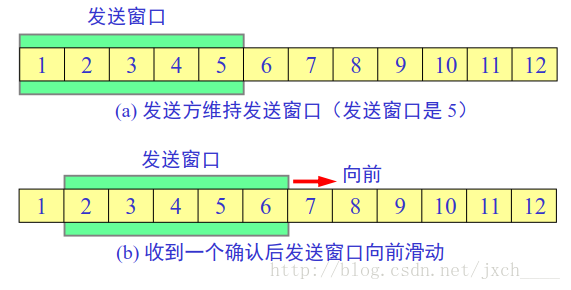 发送窗口
1 2 3 4 5 6 7 8 9 10 11 12
(a) 发送方维持发送窗口（发送窗口是 5）
发送窗口
向前
1 2 3 4 5 6 7 8 9 10 11 12
(b) 收到一个确认后发送窗口向前滑动
http://blog.csdn.net/jxch____